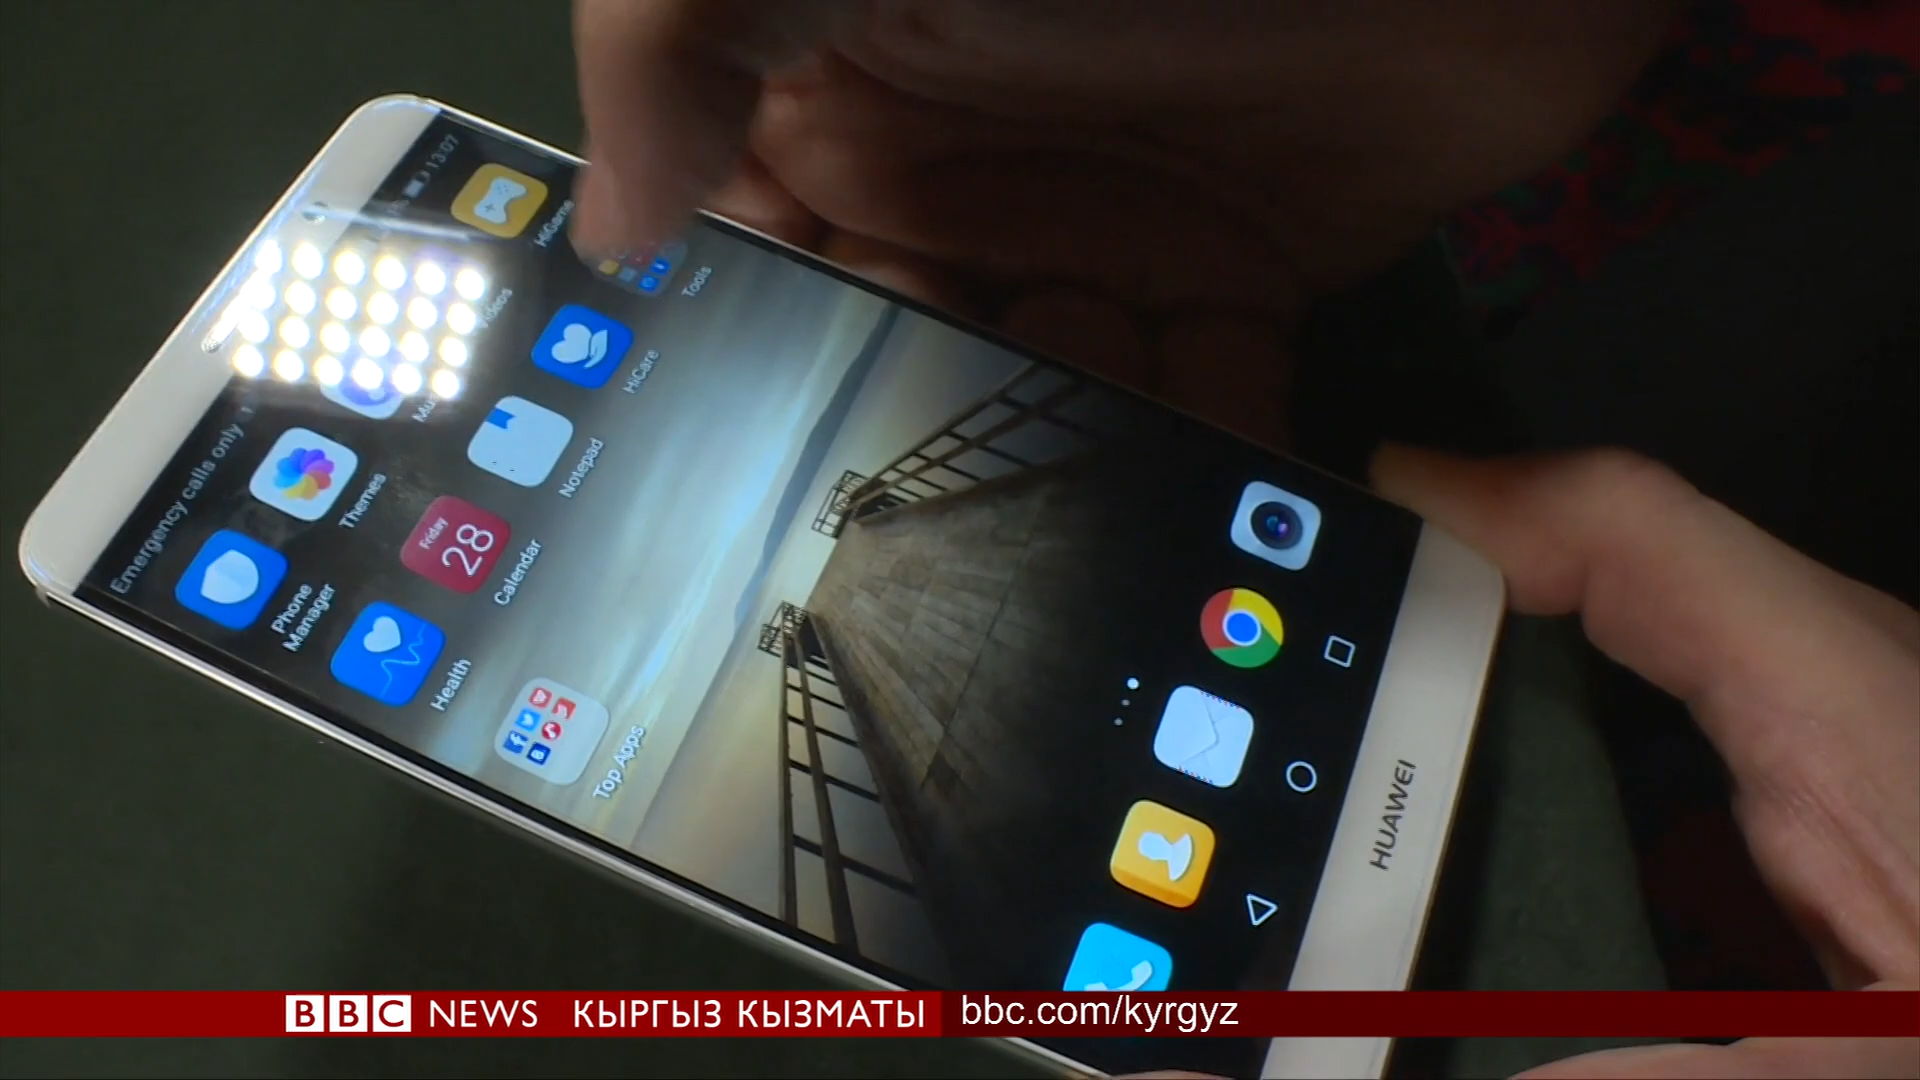 13:07
Emergency calls only
HiGame
Videos
Tools
Themes
Notepad
HiCare
Phone
Manager
Friday
28
Calendar
Health
Top Apps
HUAWEI
BBC NEWS КЫРГЫЗ КЫЗМАТЫ bbc.com/kyrgyz